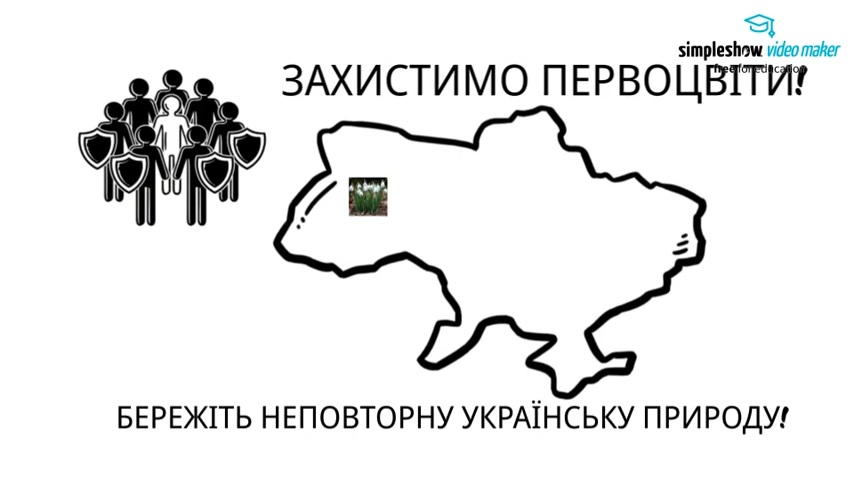 simpleshow video maker
free for education
ЗАХИСТИМО ПЕРВОЦВІТИ!
БЕРЕЖІТЬ НЕПОВТОРНУ УКРАЇНСЬКУ ПРИРОДУ!